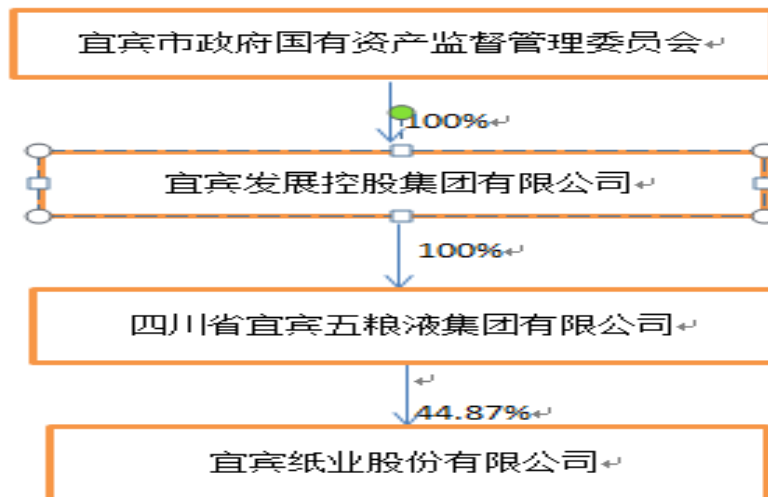 宜宾市政府国有资产监督管理委员会
100%
宜宾发展控股集团有限公司
100%
四川省宜宾五粮液集团有限公司
44.87%
宜宾纸业股份有限公司